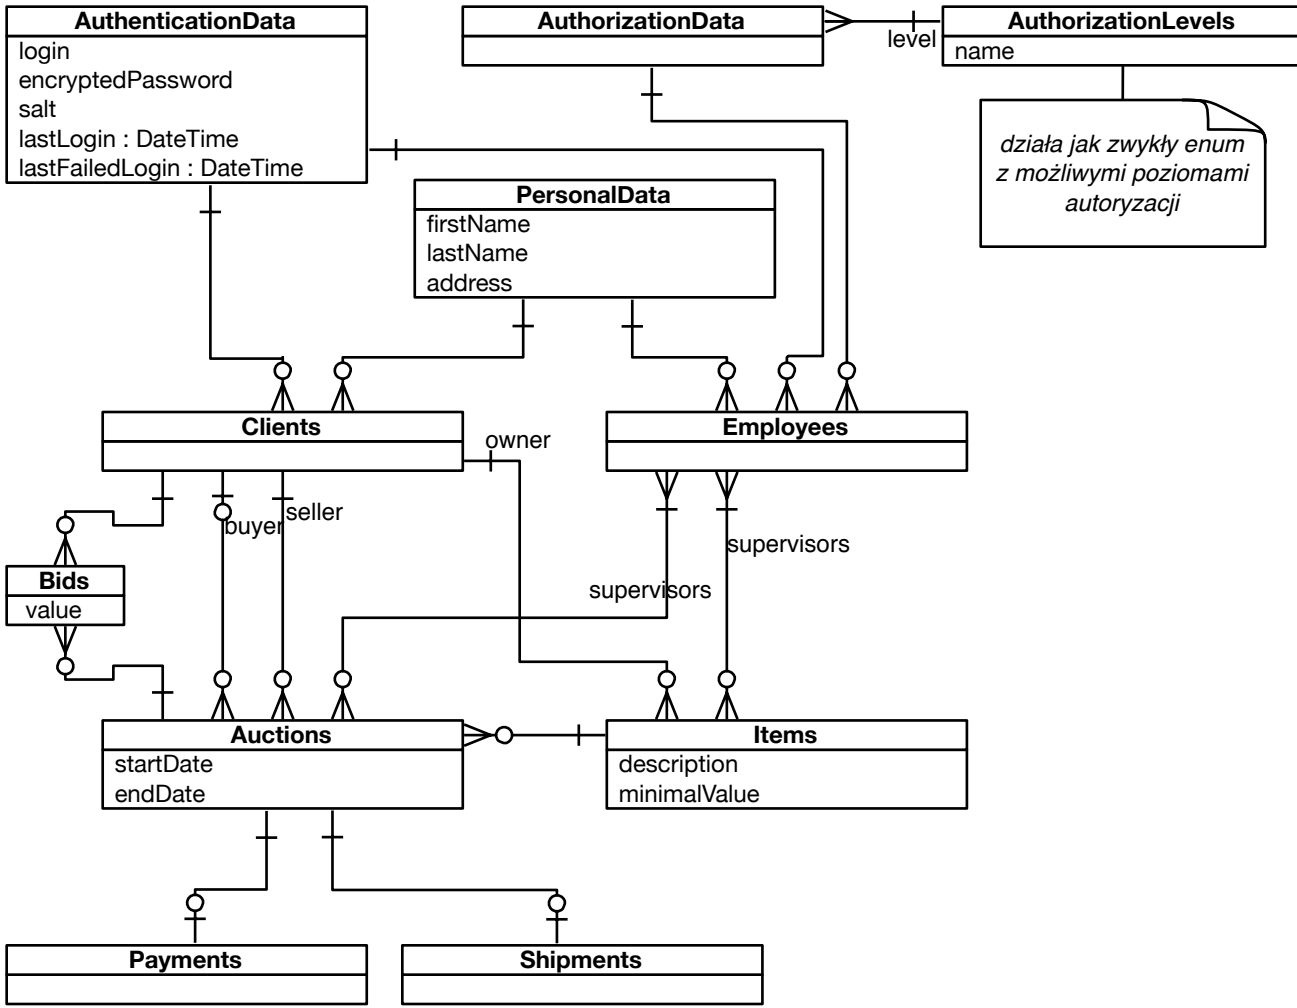 AuthenticationData
login
encryptedPassword
salt
lastLogin : DateTime
lastFailedLogin : DateTime
AuthorizationData
level
AuthorizationLevels
name
działa jak zwykły enum
z możliwymi poziomami
autoryzacji
PersonalData
firstName
lastName
address
Clients
owner
Employees
buyer
seller
supervisors
supervisors
Bids
value
Auctions
startDate
endDate
Items
description
minimalValue
Payments
Shipments